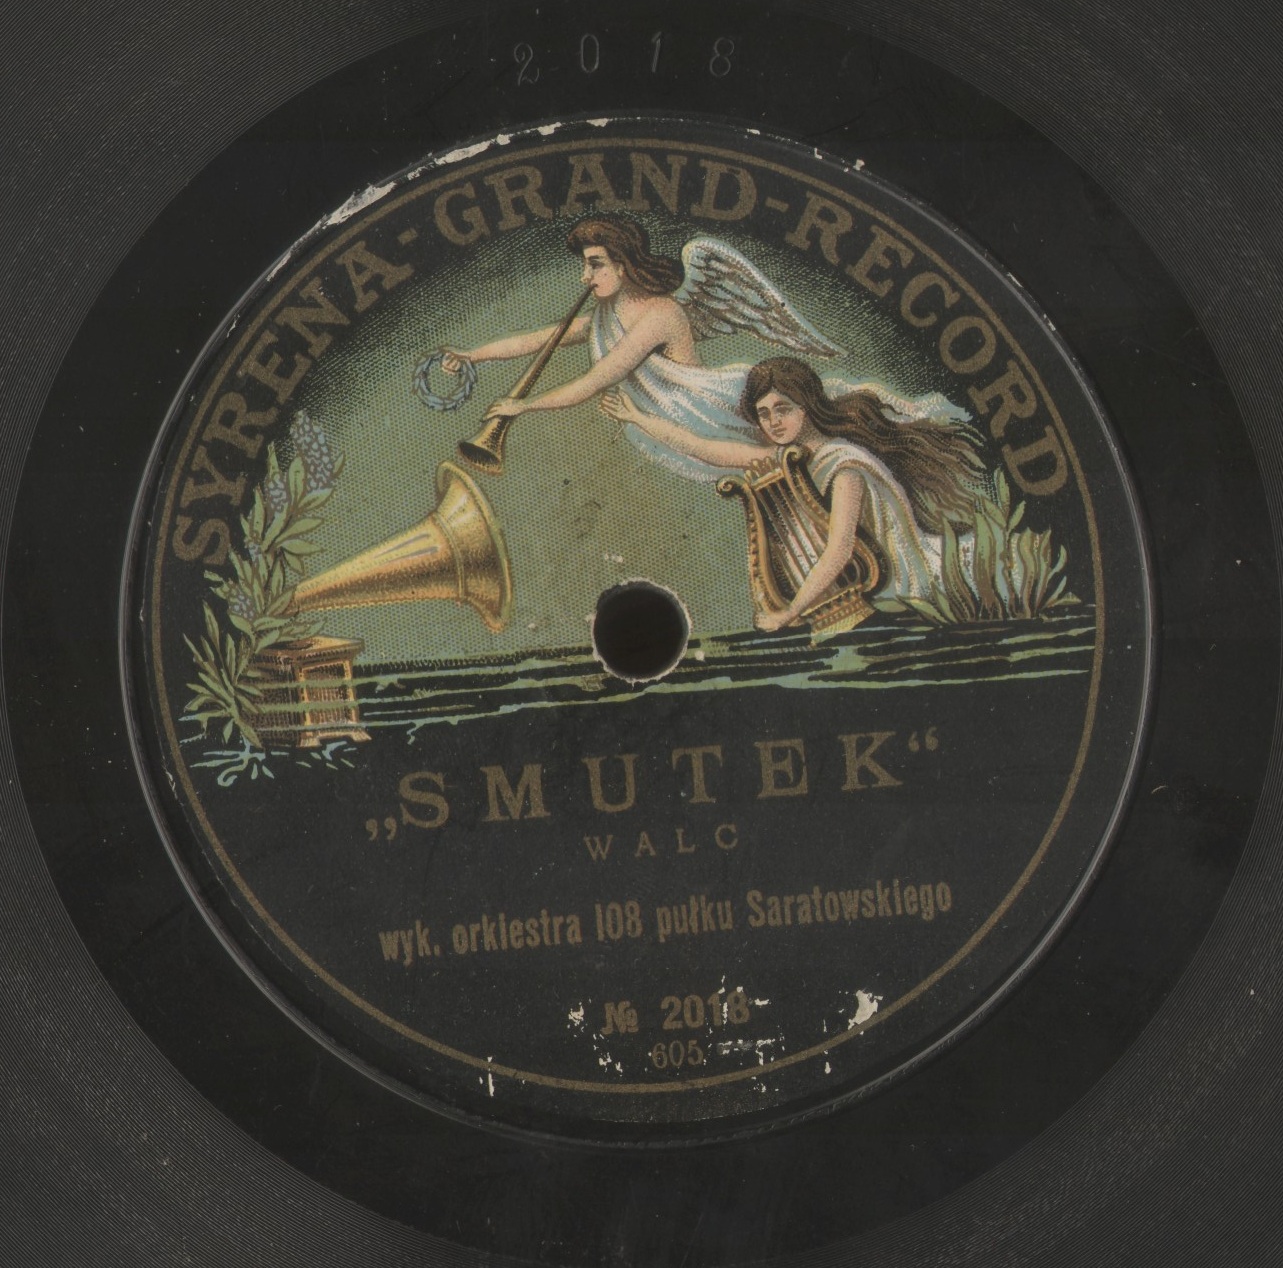 2018
SYRENA-GRAND-RECORD
„SMUTEK“
WALC
wyk. orkiestra 108 pułku Saratowskiego
№ 2018
605